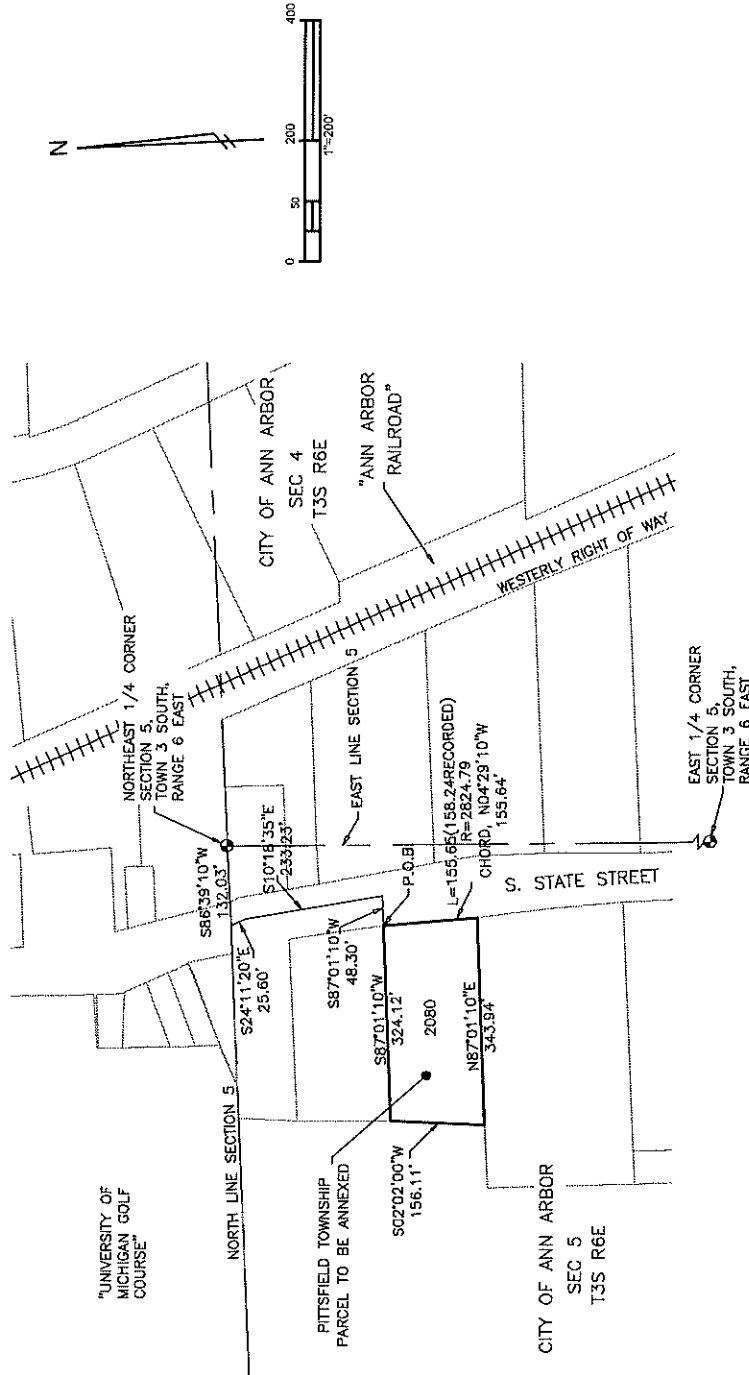 N
0
50
200
400
1"=200'
"UNIVERSITY OF
MICHIGAN GOLF
COURSE"
NORTH LINE SECTION 5
NORTHEAST 1/4 CORNER
SECTION 5,
TOWN 3 SOUTH,
RANGE 6 EAST
S86°39'10"W
132.03'
CITY OF ANN ARBOR
SEC 4
T3S R6E
"ANN ARBOR
RAILROAD"
WESTERLY RIGHT OF WAY
S24°11'20"E
25.60'
S10°18'35"E
233.23'
EAST LINE SECTION 5
S87°01'10"W
48.30'
P.O.B.
L=155.65(158.24RECORDED)
R=2824.79
CHORD, N04°29'10"W
155.64'
PITTSFIELD TOWNSHIP
PARCEL TO BE ANNEXED
S87°01'10"W
324.12'
2080
N87°01'10"E
343.94'
S02°02'00"W
156.11'
S. STATE STREET
CITY OF ANN ARBOR
SEC 5
T3S R6E
EAST 1/4 CORNER
SECTION 5,
TOWN 3 SOUTH,
RANGE 6 EAST